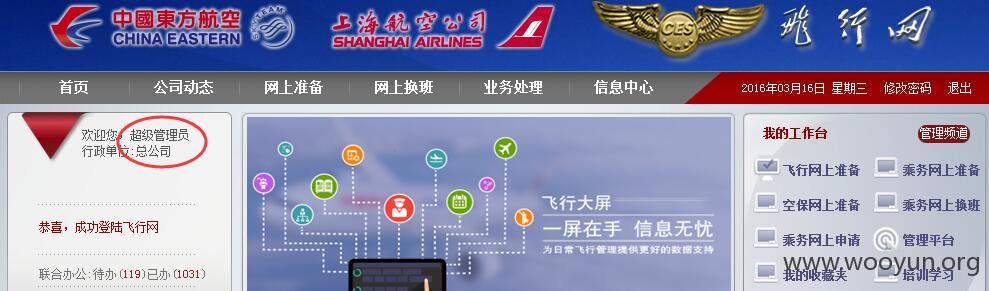 中國東方航空
CHINA EASTERN
SKYTEAM
上海航空公司
SHANGHAI AIRLINES
CES
飛行网
首页 公司动态 网上准备 网上换班 业务处理 信息中心 2016年03月16日 星期三 修改密码 退出
欢迎您，超级管理员
行政单位:总公司
恭喜，成功登陆飞行网
联合办公:待办(119)已办(1031)
飞行大屏
一屏在手 信息无忧
为日常飞行管理提供更好的数据支持
我的工作台 管理频道
飞行网上准备 乘务网上准备
空保网上准备 乘务网上换班
乘务网上申请 管理平台
我的收藏夹 培训学习
www.wooyun.org